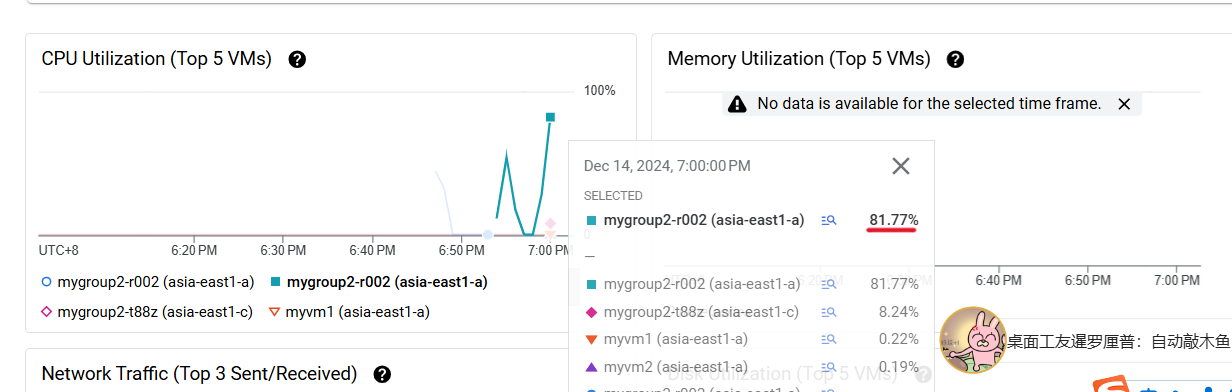 CPU Utilization (Top 5 VMs)
100%
UTC+8
6:20 PM
6:30 PM
6:40 PM
6:50 PM
7:00 PM
mygroup2-r002 (asia-east1-a)
mygroup2-r002 (asia-east1-a)
mygroup2-t88z (asia-east1-c)
myvm1 (asia-east1-a)
Memory Utilization (Top 5 VMs)
No data is available for the selected time frame.
Dec 14, 2024, 7:00:00 PM
SELECTED
mygroup2-r002 (asia-east1-a)
81.77%
—
mygroup2-r002 (asia-east1-a)
81.77%
mygroup2-t88z (asia-east1-c)
8.24%
myvm1 (asia-east1-a)
0.22%
myvm2 (asia-east1-a)
0.19%
6:40 PM
6:50 PM
7:00 PM
桌面工友暹罗厘普：自动敲木鱼
Network Traffic (Top 3 Sent/Received)
Disk Utilization (Top 5 VMs)